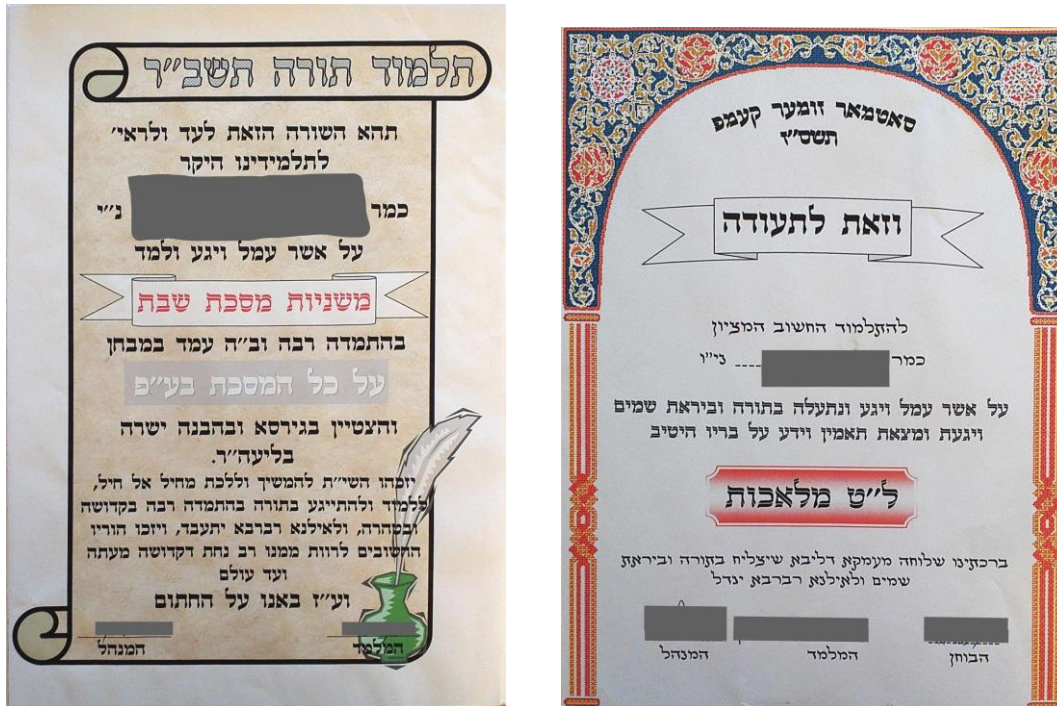 תלמוד תורה תשב״ר
תהא השורה הזאת לעד ולראי׳
לתלמידינו היקר
כמר נ״י
על אשר עמל ויגע ולמד
משניות מסכת שבת
בהתמדה רבה וב״ה עמד במבחן
על כל המסכת בע״פ
והצטיין בגירסא ובהבנה ישרה
בליעה״ר.
יזכהו השי״ת להמשיך וללכת מחיל אל חיל,
ללמוד ולהתייגע בתורה בהתמדה רבה בקדושה
ובטהרה, ולאילנא רברבא יתעבד, ויזכו הוריו
החשובים לרוות ממנו רב נחת דקדושה מעתה
ועד עולם
וע״ז באנו על החתום
המלמד המנהל
סאטמאר זומער קעמפ
תשס״ז
וזאת לתעודה
להתלמוד החשוב המציון
כמר ני״ו
על אשר עמל ויגע ונתעלה בתורה וביראת שמים
ויגעת ומצאת תאמין וידע על בריו היטיב
ל״ט מלאכות
ברכתינו שלוחה מעמקא דליבא שיצליח בתורה וביראת
שמים ולאילנא רברבא יגדל
הבוחן המלמד המנהל